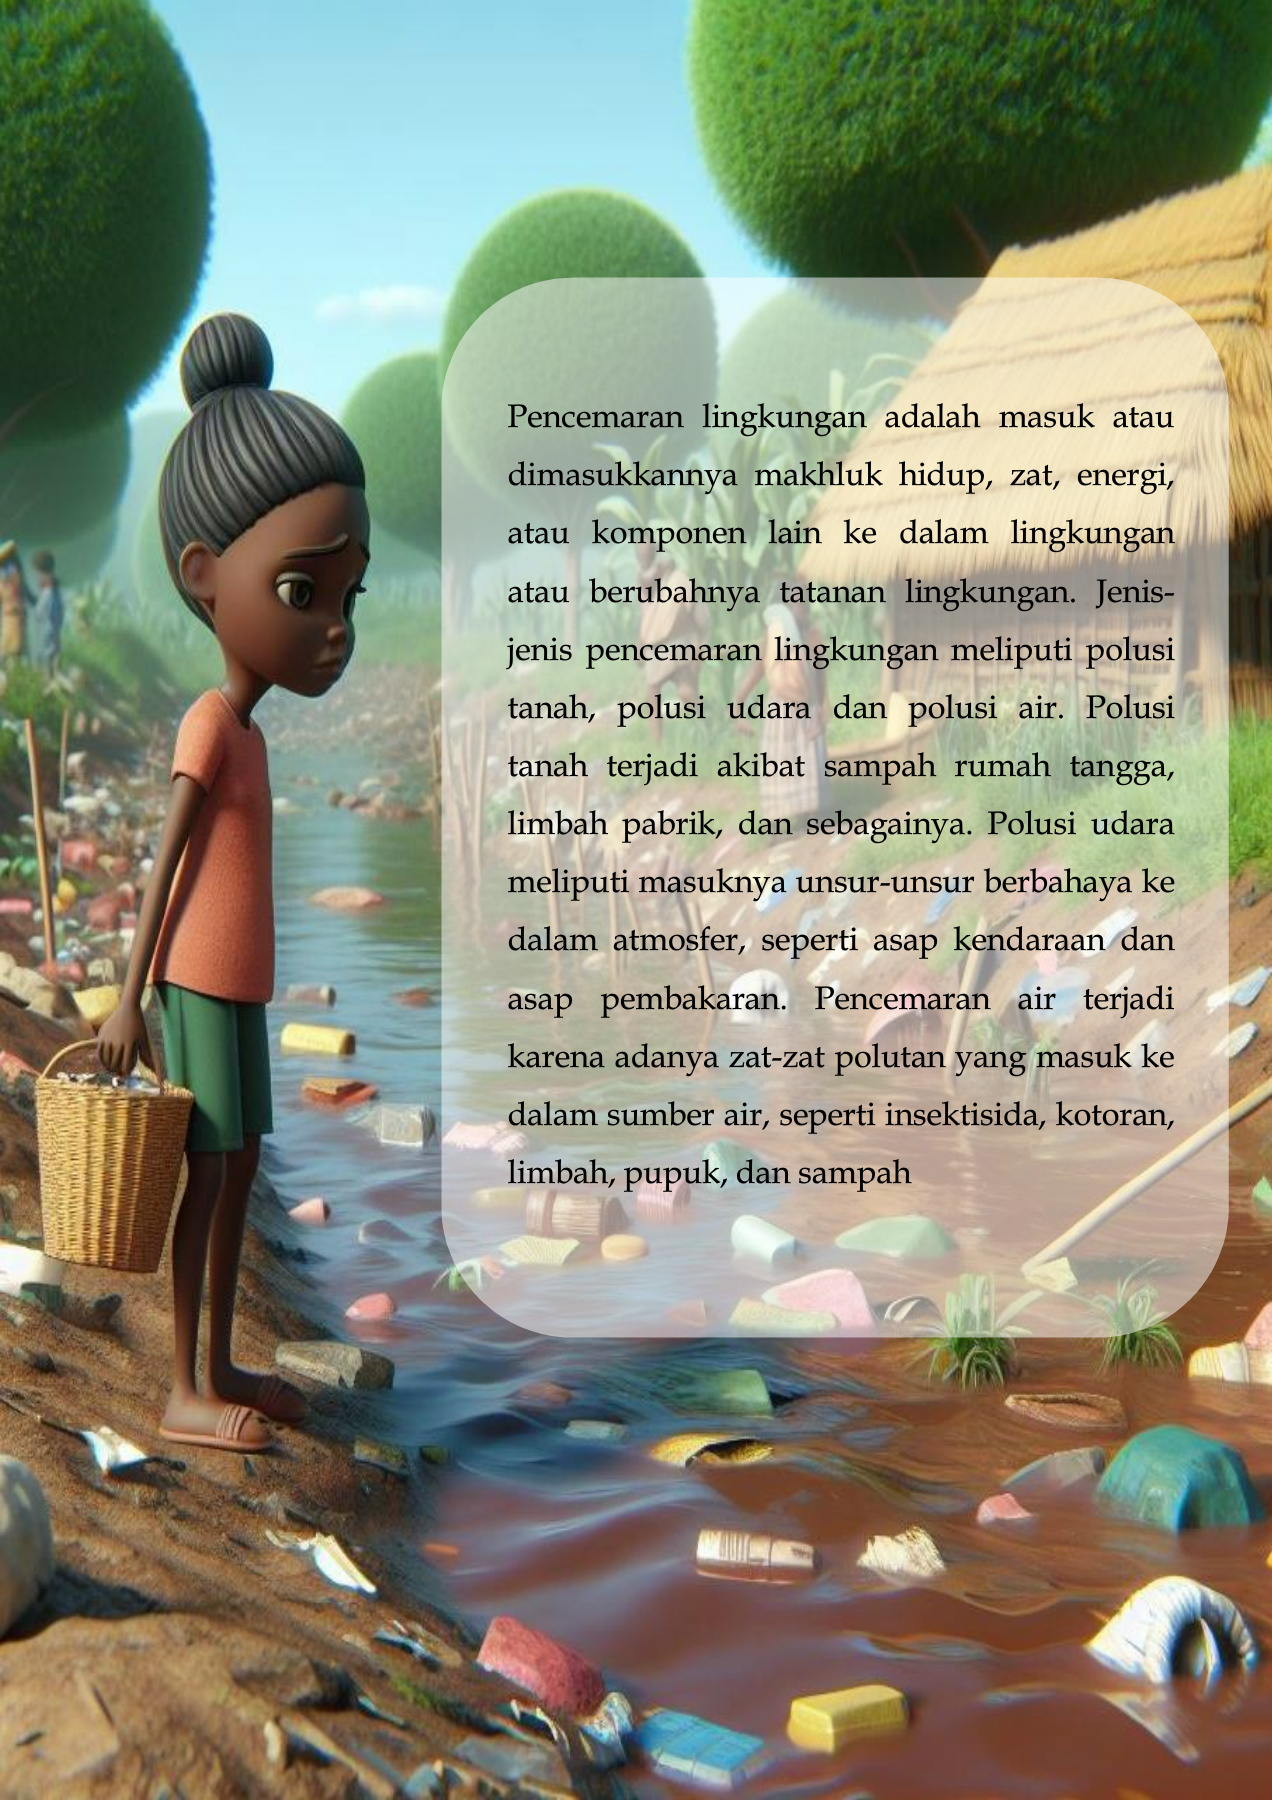 Pencemaran lingkungan adalah masuk atau
dimasukkannya makhluk hidup, zat, energi,
atau komponen lain ke dalam lingkungan
atau berubahnya tatanan lingkungan. Jenis-
jenis pencemaran lingkungan meliputi polusi
tanah, polusi udara dan polusi air. Polusi
tanah terjadi akibat sampah rumah tangga,
limbah pabrik, dan sebagainya. Polusi udara
meliputi masuknya unsur-unsur berbahaya ke
dalam atmosfer, seperti asap kendaraan dan
asap pembakaran. Pencemaran air terjadi
karena adanya zat-zat polutan yang masuk ke
dalam sumber air, seperti insektisida, kotoran,
limbah, pupuk, dan sampah